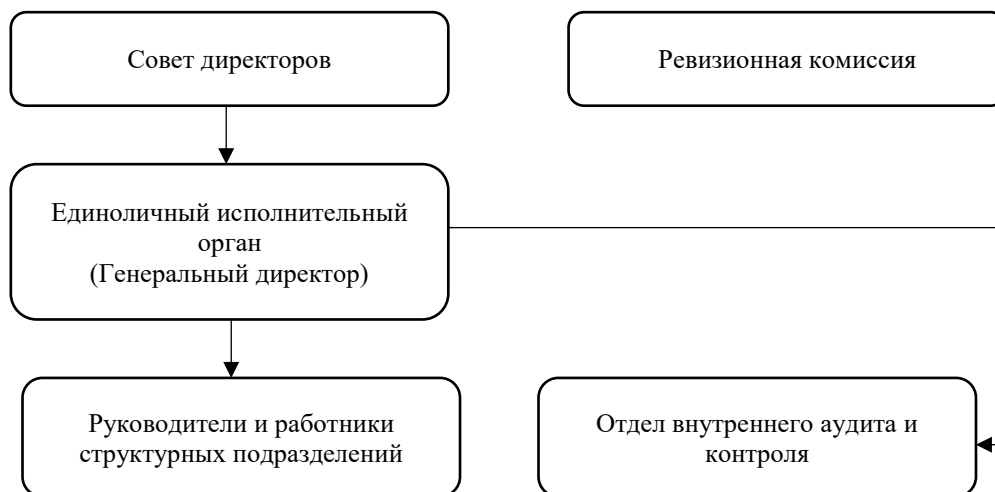 Совет директоров
Ревизионная комиссия
Единоличный исполнительный
орган
(Генеральный директор)
Руководители и работники
структурных подразделений
Отдел внутреннего аудита и
контроля